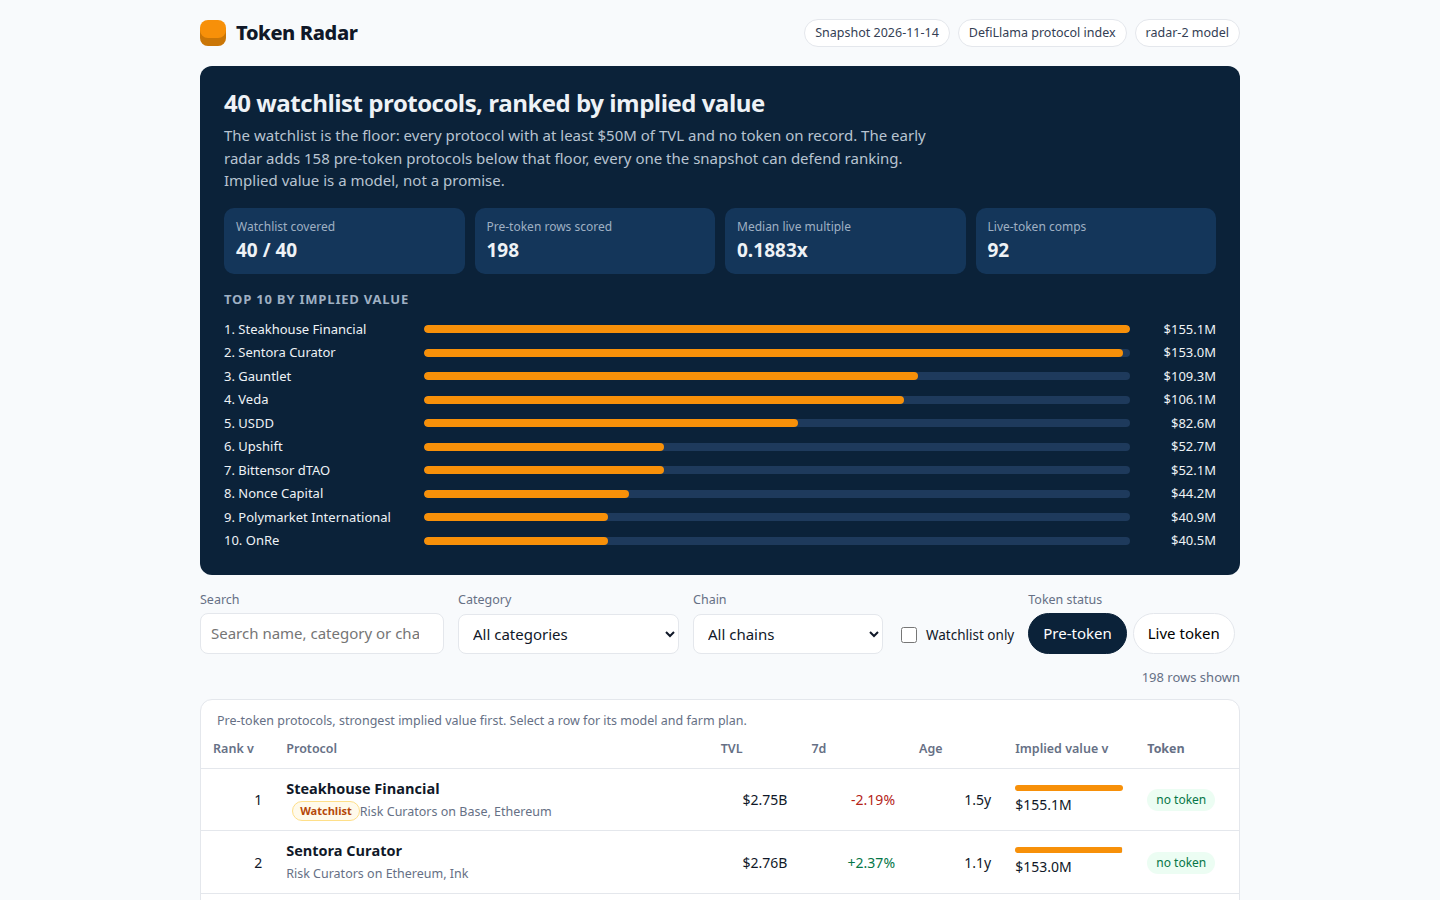 Token Radar
Snapshot 2026-11-14
DefiLlama protocol index
radar-2 model
40 watchlist protocols, ranked by implied value
The watchlist is the floor: every protocol with at least $50M of TVL and no token on record. The early
radar adds 158 pre-token protocols below that floor, every one the snapshot can defend ranking.
Implied value is a model, not a promise.
Watchlist covered
40 / 40
Pre-token rows scored
198
Median live multiple
0.1883x
Live-token comps
92
TOP 10 BY IMPLIED VALUE
1. Steakhouse Financial $155.1M
2. Sentora Curator $153.0M
3. Gauntlet $109.3M
4. Veda $106.1M
5. USDD $82.6M
6. Upshift $52.7M
7. Bittensor dTAO $52.1M
8. Nonce Capital $44.2M
9. Polymarket International $40.9M
10. OnRe $40.5M
Search
Category
Chain
Token status
Search name, category or cha
All categories
All chains
Watchlist only
Pre-token
Live token
198 rows shown
Pre-token protocols, strongest implied value first. Select a row for its model and farm plan.
Rank v Protocol TVL 7d Age Implied value v Token
1 Steakhouse Financial $2.75B -2.19% 1.5y $155.1M no token
Watchlist Risk Curators on Base, Ethereum
2 Sentora Curator $2.76B +2.37% 1.1y $153.0M no token
Risk Curators on Ethereum, Ink